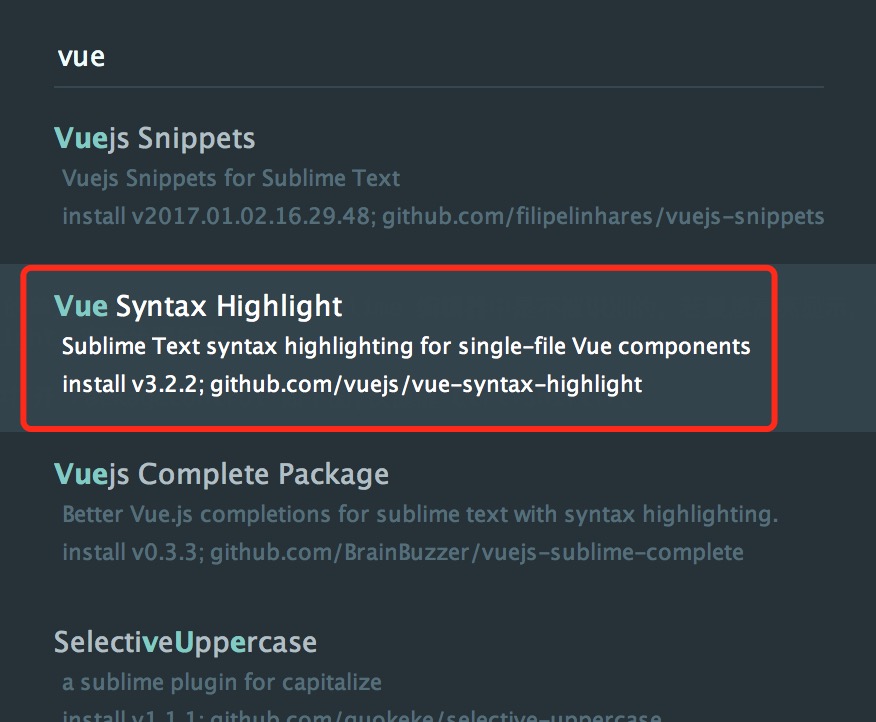 vue
Vuejs Snippets
Vuejs Snippets for Sublime Text
install v2017.01.02.16.29.48; github.com/filipelinhares/vuejs-snippets
Vue Syntax Highlight
Sublime Text syntax highlighting for single-file Vue components
install v3.2.2; github.com/vuejs/vue-syntax-highlight
Vuejs Complete Package
Better Vue.js completions for sublime text with syntax highlighting.
install v0.3.3; github.com/BrainBuzzer/vuejs-sublime-complete
SelectiveUppercase
a sublime plugin for capitalize
install v1.1.1; github.com/guokeke/selective-uppercase